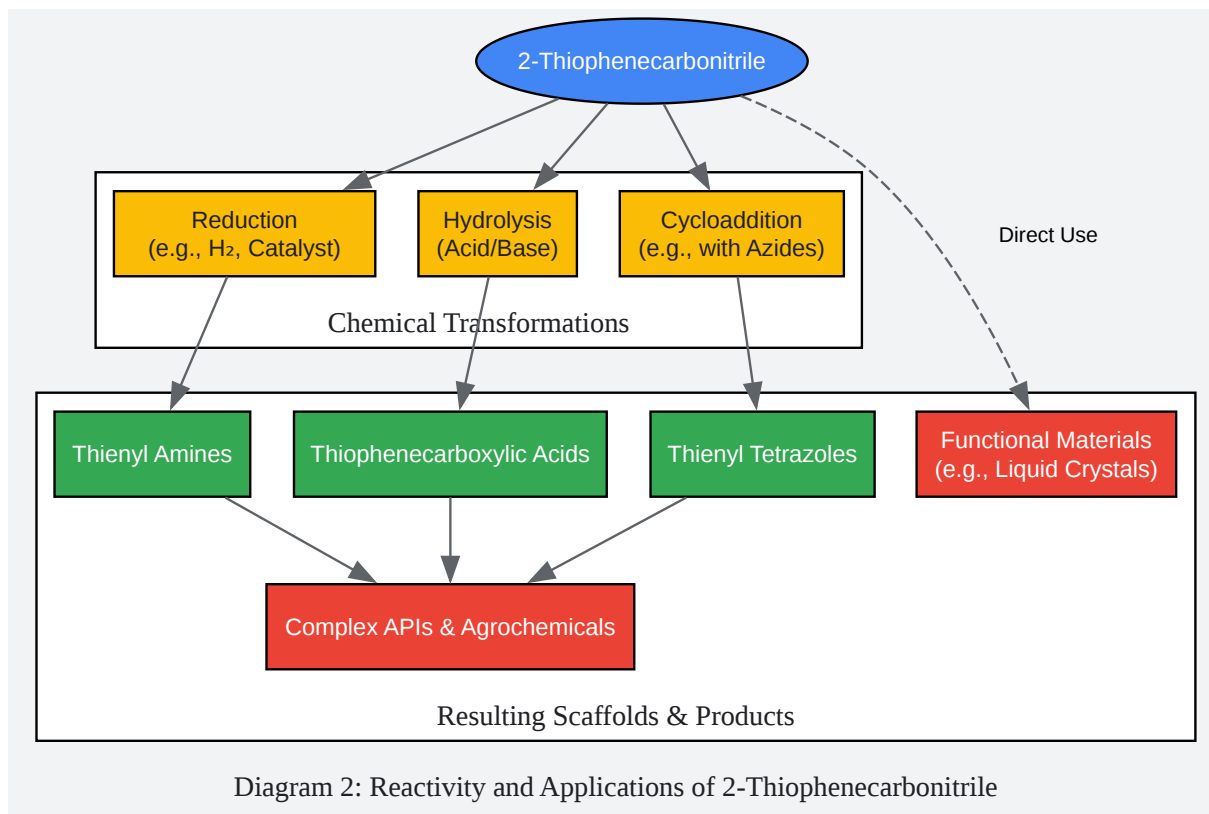 2-Thiophenecarbonitrile
Direct Use
Reduction
(e.g., H₂, Catalyst)
Hydrolysis
(Acid/Base)
Cycloaddition
(e.g., with Azides)
Chemical Transformations
Thienyl Amines
Thiophenecarboxylic Acids
Thienyl Tetrazoles
Functional Materials
(e.g., Liquid Crystals)
Complex APIs & Agrochemicals
Resulting Scaffolds & Products
Diagram 2: Reactivity and Applications of 2-Thiophenecarbonitrile